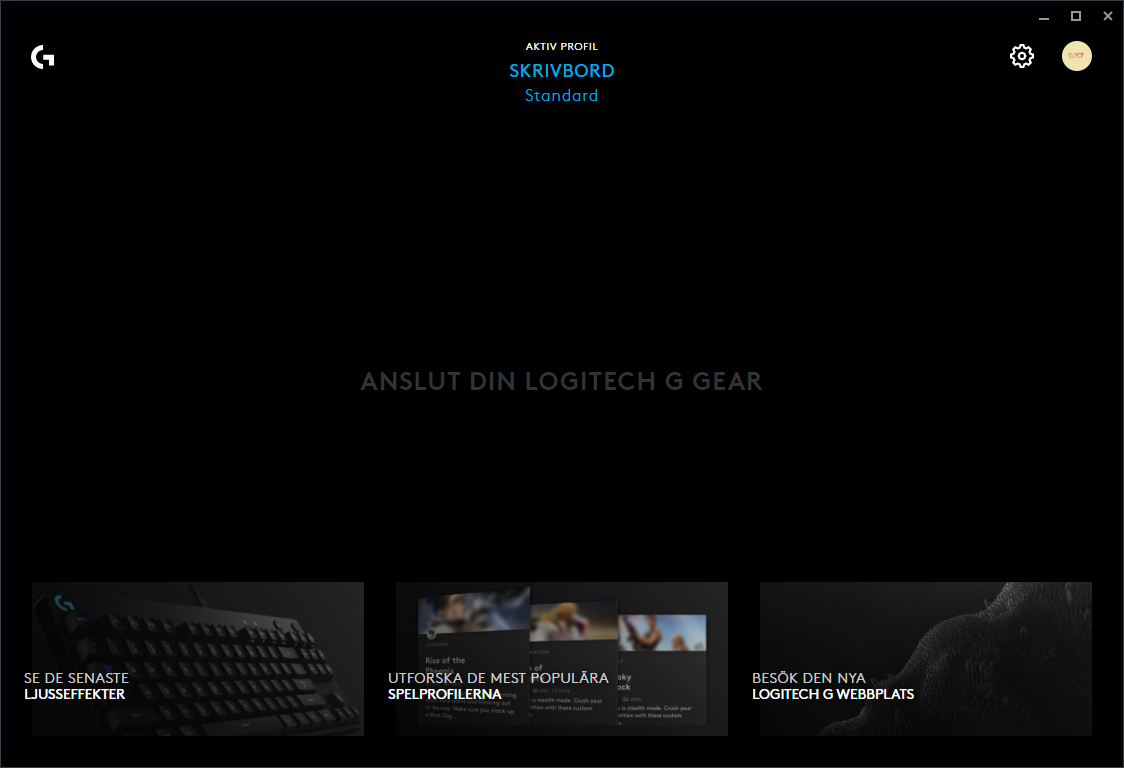 AKTIV PROFIL
SKRIVBORD
Standard
ANSLUT DIN LOGITECH G GEAR
SE DE SENASTE
LJUSSEFFEKTER
UTFORSKA DE MEST POPULÄRA
SPELPROFILERNA
BESÖK DEN NYA
LOGITECH G WEBBPLATS
Rise of the
Phoenix